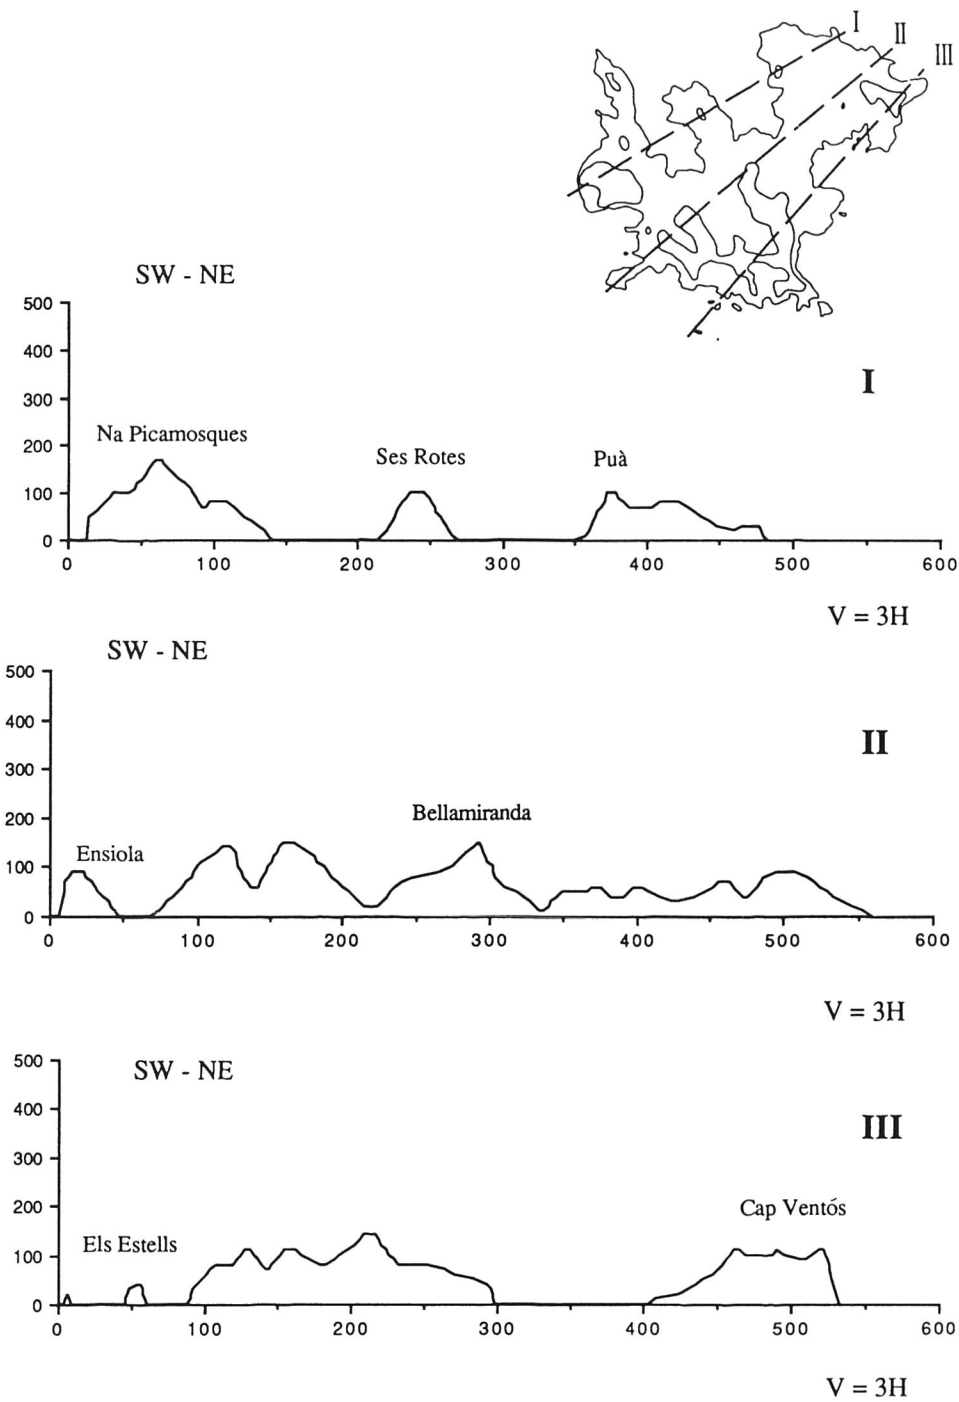 I
II
III
SW - NE
500
400
300
200
100
0
I
Na Picamosques
Ses Rotes
Puà
0 100 200 300 400 500 600
V = 3H
SW - NE
500
400
300
200
100
0
II
Ensiola
Bellamiranda
0 100 200 300 400 500 600
V = 3H
SW - NE
500
400
300
200
100
0
III
Els Estells
Cap Ventós
0 100 200 300 400 500 600
V = 3H